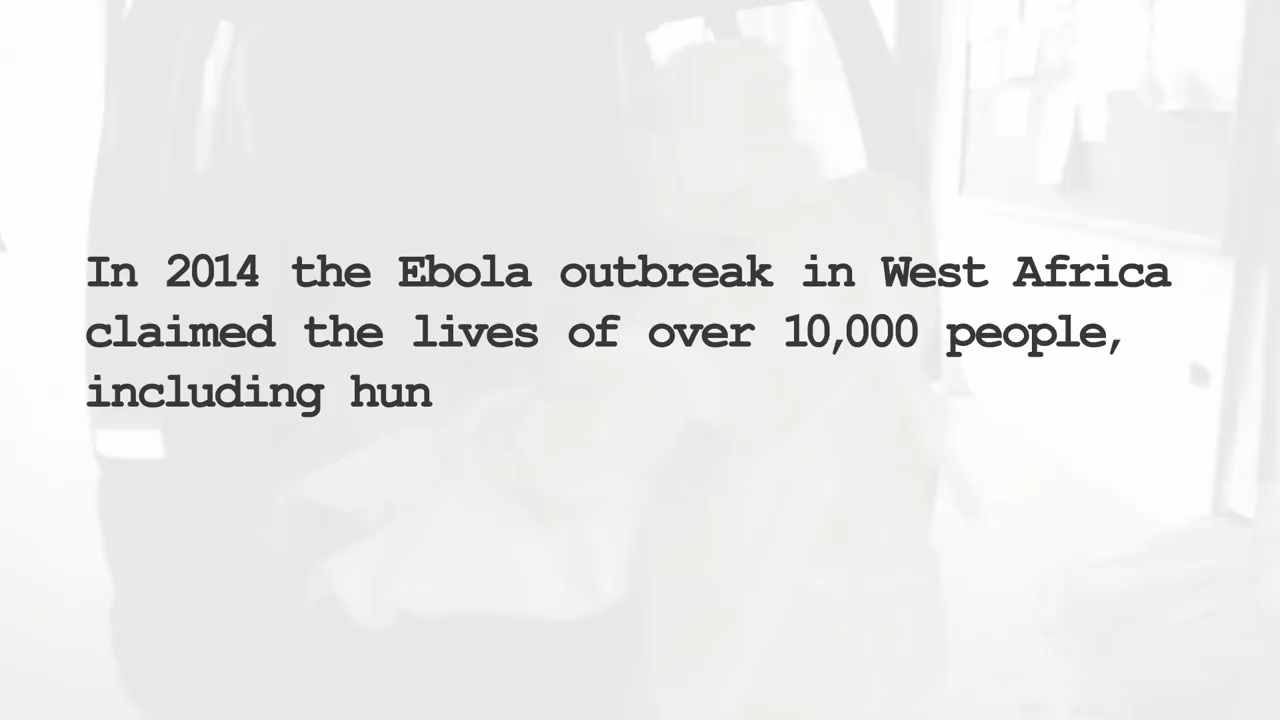 In 2014 the Ebola outbreak in West Africa
claimed the lives of over 10,000 people,
including hun